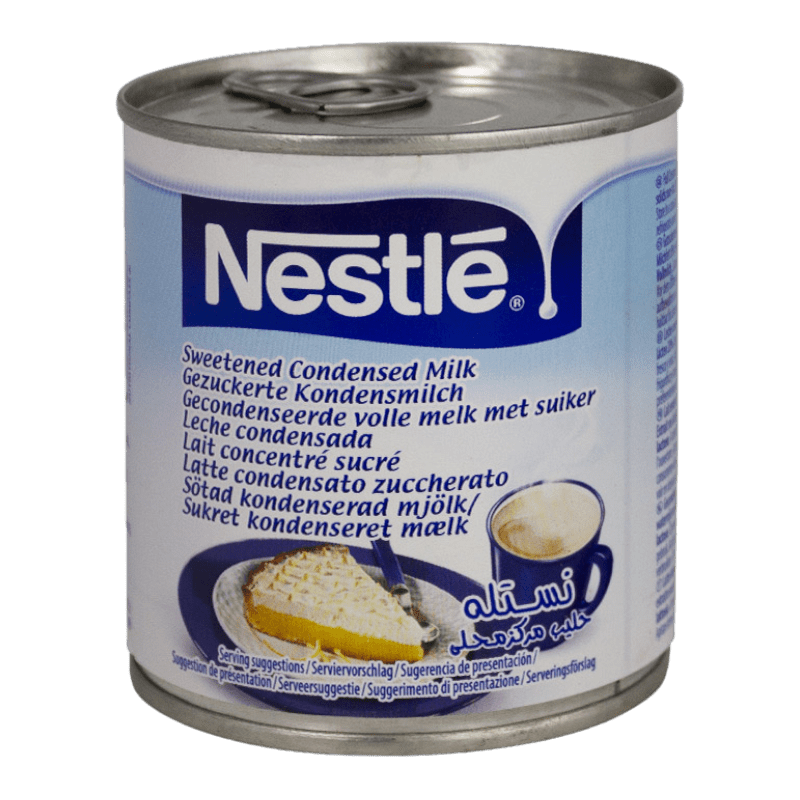 Nestlé®
Sweetened Condensed Milk
Gezuckerte Kondensmilch
Gecondenseerde volle melk met suiker
Leche condensada
Lait concentré sucré
Latte condensato zuccherato
Sötad kondenserad mjölk/
Sukret kondenseret mælk
نستله
حليب مركز محلى
Serving suggestions/Serviervorschlag/Sugerencia de presentación/
Suggestion de présentation/Serveersuggestie/Suggerimento di presentazione/Serveringsförslag